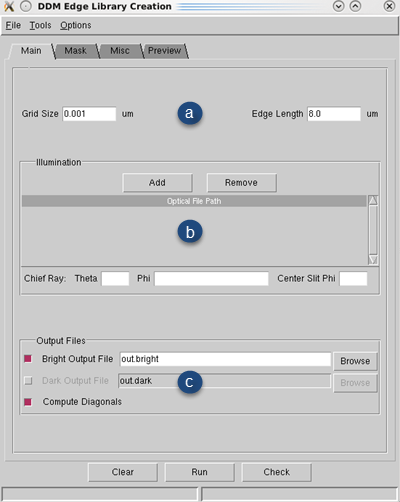 DDM Edge Library Creation
File Tools Options
Main Mask Misc Preview
Grid Size 0.001 um a Edge Length 8.0 um
Illumination
Add Remove
Optical File Path
b
Chief Ray: Theta Phi Center Slit Phi
Output Files
Bright Output File out.bright Browse
Dark Output File out.dark c Browse
Compute Diagonals
Clear Run Check